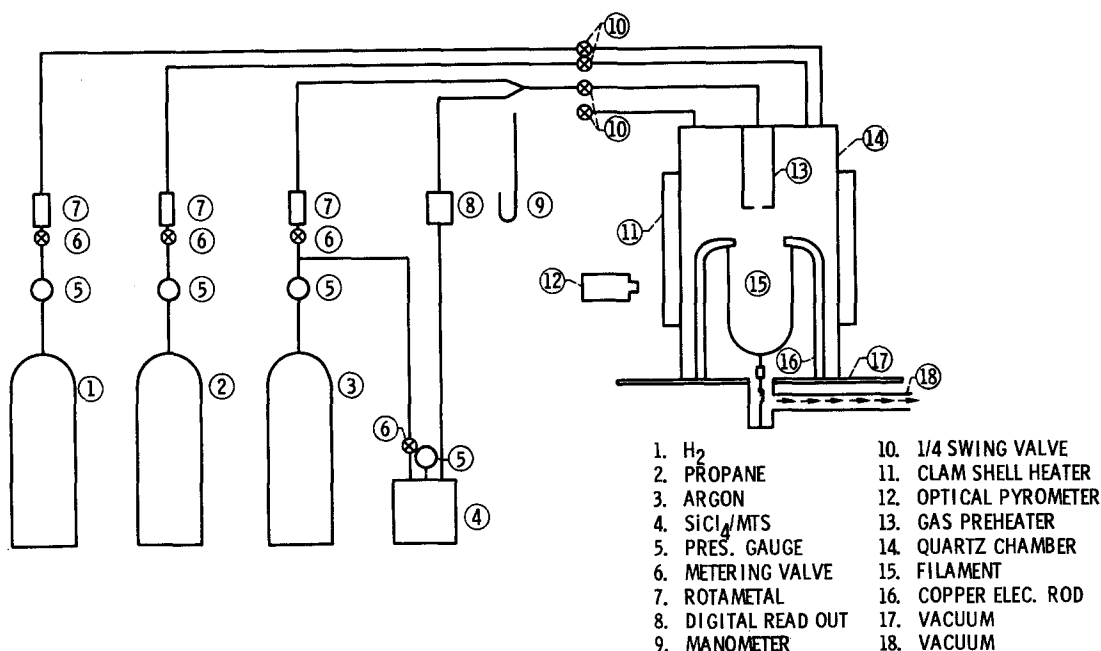 10
10
14
13
7
7
7
8
9
11
6
6
6
5
5
5
12
15
16
17
18
1
2
3
6
5
4
1. H2
2. PROPANE
3. ARGON
4. SiCl4/MTS
5. PRES. GAUGE
6. METERING VALVE
7. ROTAMETAL
8. DIGITAL READ OUT
9. MANOMETER
10. 1/4 SWING VALVE
11. CLAM SHELL HEATER
12. OPTICAL PYROMETER
13. GAS PREHEATER
14. QUARTZ CHAMBER
15. FILAMENT
16. COPPER ELEC. ROD
17. VACUUM
18. VACUUM